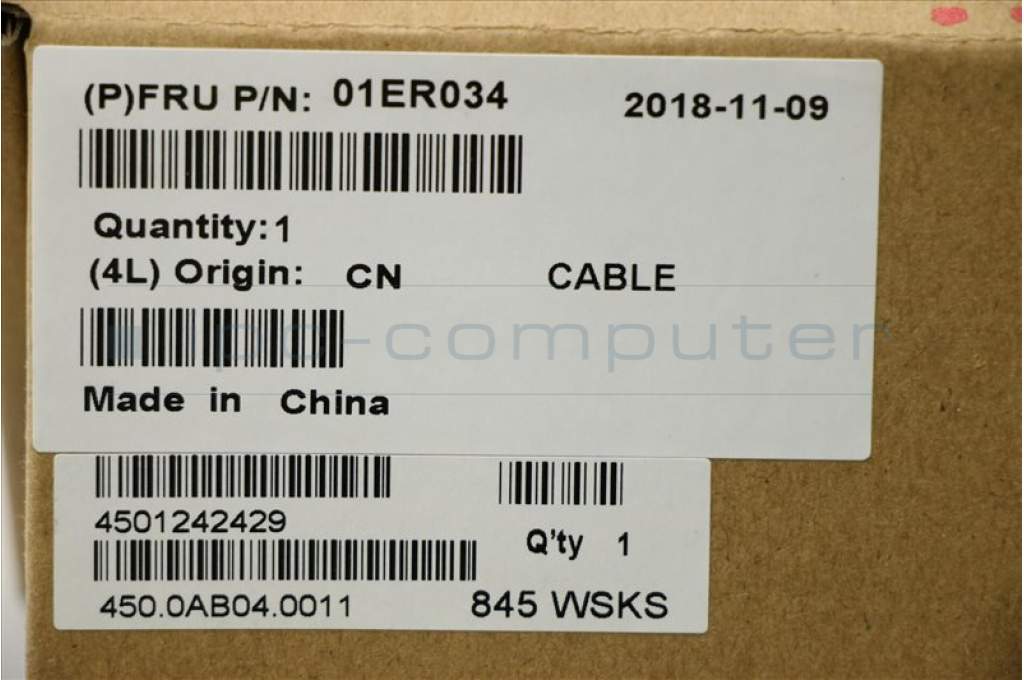 (P)FRU P/N: 01ER034
2018-11-09
Quantity: 1
(4L) Origin: CN CABLE
ipc-computer
Made in China
4501242429
Q'ty 1
450.0AB04.0011
845 WSKS